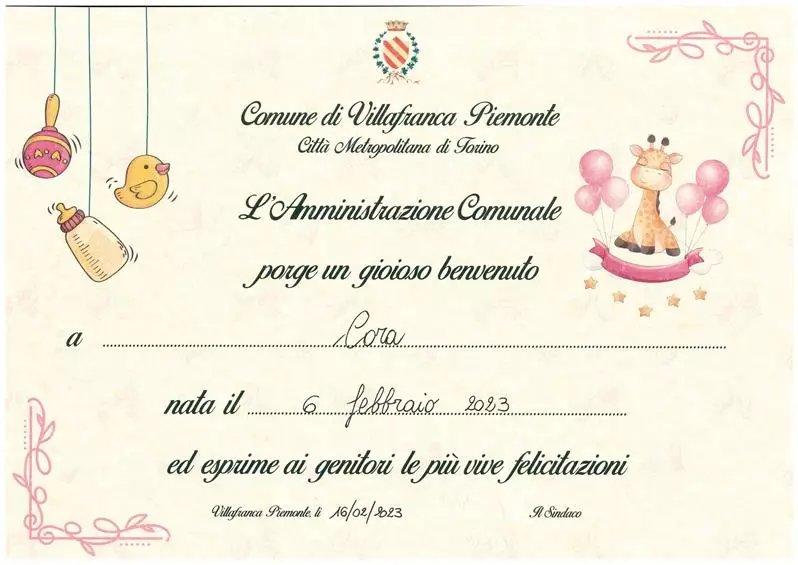 Comune di Villafranca Piemonte
Città Metropolitana di Torino
L'Amministrazione Comunale
porge un gioioso benvenuto
a Cora
nata il 6 febbraio 2023
ed esprime ai genitori le più vive felicitazioni
Villafranca Piemonte, li 16/02/2023 Il Sindaco